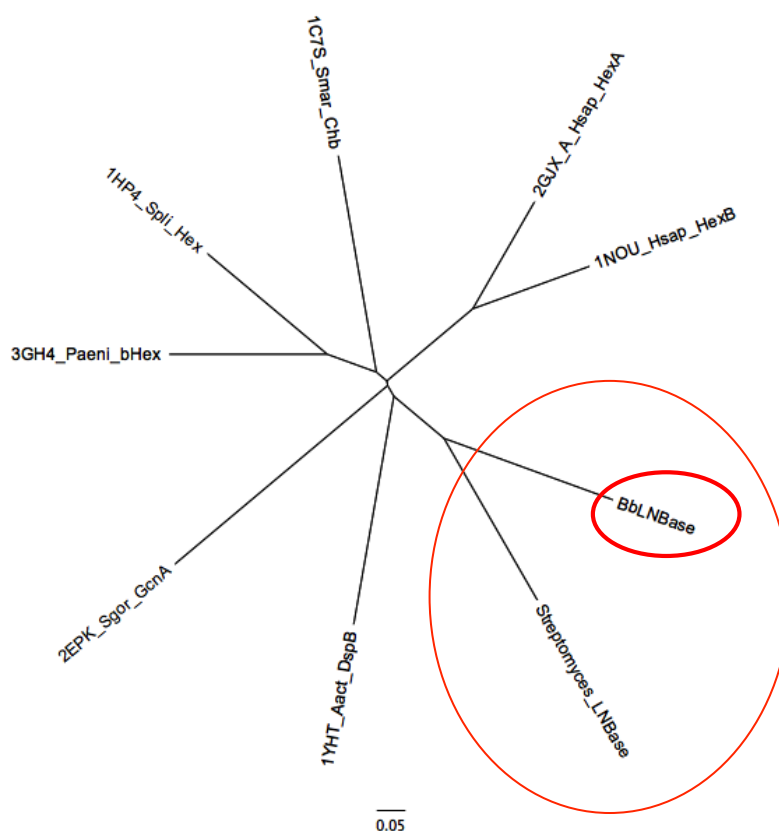 1C7S_Smar_Chb
2GJX_A_Hsap_HexA
1HP4_Spli_Hex
1NOU_Hsap_HexB
3GH4_Paeni_bHex
BbLNBase
2EPK_Sgor_GcnA
Streptomyces_LNBase
1YHT_Aact_DspB
0.05